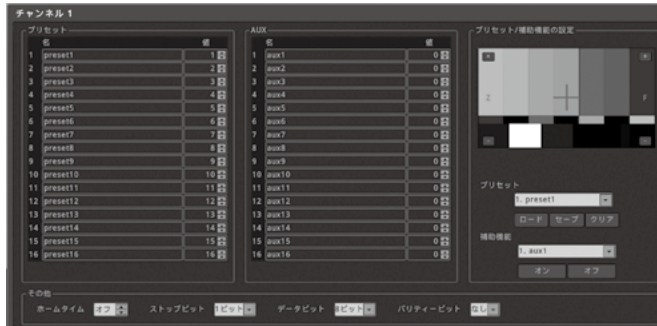 チャンネル 1
プリセット
名 値
1 preset1 1
2 preset2 2
3 preset3 3
4 preset4 4
5 preset5 5
6 preset6 6
7 preset7 7
8 preset8 8
9 preset9 9
10 preset10 10
11 preset11 11
12 preset12 12
13 preset13 13
14 preset14 14
15 preset15 15
16 preset16 16
AUX
名 値
1 aux1 0
2 aux2 0
3 aux3 0
4 aux4 0
5 aux5 0
6 aux6 0
7 aux7 0
8 aux8 0
9 aux9 0
10 aux10 0
11 aux11 0
12 aux12 0
13 aux13 0
14 aux14 0
15 aux15 0
16 aux16 0
プリセット/補助機能の設定
Z F
プリセット
1. preset1
ロード セーブ クリア
補助機能
1. aux1
オン オフ
その他
ホームタイム オフ ストップビット 1ビット データビット 8ビット パリティービット なし